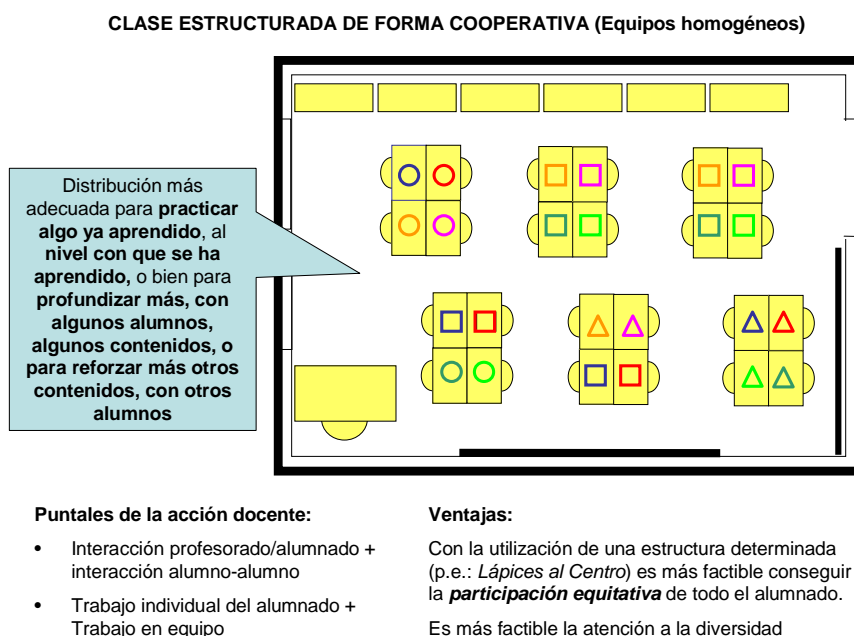 CLASE ESTRUCTURADA DE FORMA COOPERATIVA (Equipos homogéneos)
Distribución más
adecuada para practicar
algo ya aprendido, al
nivel con que se ha
aprendido, o bien para
profundizar más, con
algunos alumnos,
algunos contenidos, o
para reforzar más otros
contenidos, con otros
alumnos
Puntales de la acción docente:
• Interacción profesorado/alumnado +
interacción alumno-alumno
• Trabajo individual del alumnado +
Trabajo en equipo
Ventajas:
Con la utilización de una estructura determinada
(p.e.: Lápices al Centro) es más factible conseguir
la participación equitativa de todo el alumnado.
Es más factible la atención a la diversidad